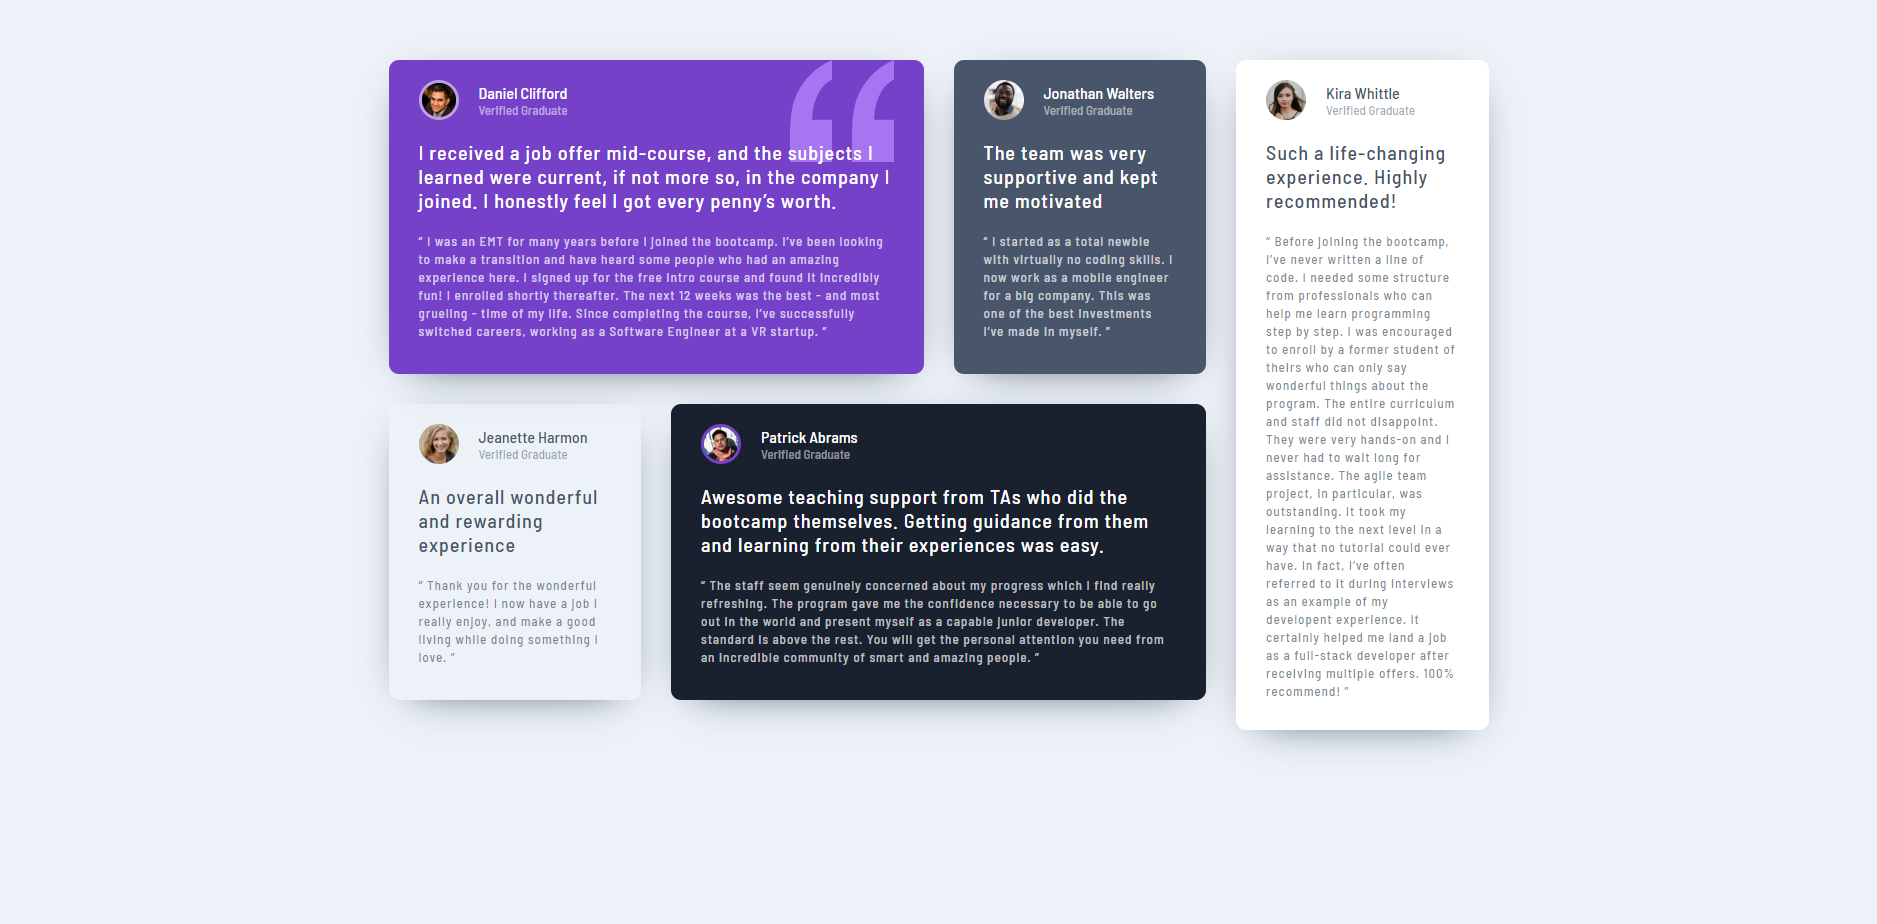 Daniel Clifford
Verified Graduate
I received a job offer mid-course, and the subjects I
learned were current, if not more so, in the company I
joined. I honestly feel I got every penny’s worth.
“ I was an EMT for many years before I joined the bootcamp. I’ve been looking
to make a transition and have heard some people who had an amazing
experience here. I signed up for the free intro course and found it incredibly
fun! I enrolled shortly thereafter. The next 12 weeks was the best - and most
grueling - time of my life. Since completing the course, I’ve successfully
switched careers, working as a Software Engineer at a VR startup. ”
Jonathan Walters
Verified Graduate
The team was very
supportive and kept
me motivated
“ I started as a total newbie
with virtually no coding skills. I
now work as a mobile engineer
for a big company. This was
one of the best investments
I’ve made in myself. ”
Kira Whittle
Verified Graduate
Such a life-changing
experience. Highly
recommended!
“ Before joining the bootcamp,
I’ve never written a line of
code. I needed some structure
from professionals who can
help me learn programming
step by step. I was encouraged
to enroll by a former student of
theirs who can only say
wonderful things about the
program. The entire curriculum
and staff did not disappoint.
They were very hands-on and I
never had to wait long for
assistance. The agile team
project, in particular, was
outstanding. It took my
learning to the next level in a
way that no tutorial could ever
have. In fact, I’ve often
referred to it during interviews
as an example of my
developent experience. It
certainly helped me land a job
as a full-stack developer after
receiving multiple offers. 100%
recommend! ”
Jeanette Harmon
Verified Graduate
An overall wonderful
and rewarding
experience
“ Thank you for the wonderful
experience! I now have a job I
really enjoy, and make a good
living while doing something I
love. ”
Patrick Abrams
Verified Graduate
Awesome teaching support from TAs who did the
bootcamp themselves. Getting guidance from them
and learning from their experiences was easy.
“ The staff seem genuinely concerned about my progress which I find really
refreshing. The program gave me the confidence necessary to be able to go
out in the world and present myself as a capable junior developer. The
standard is above the rest. You will get the personal attention you need from
an incredible community of smart and amazing people. ”